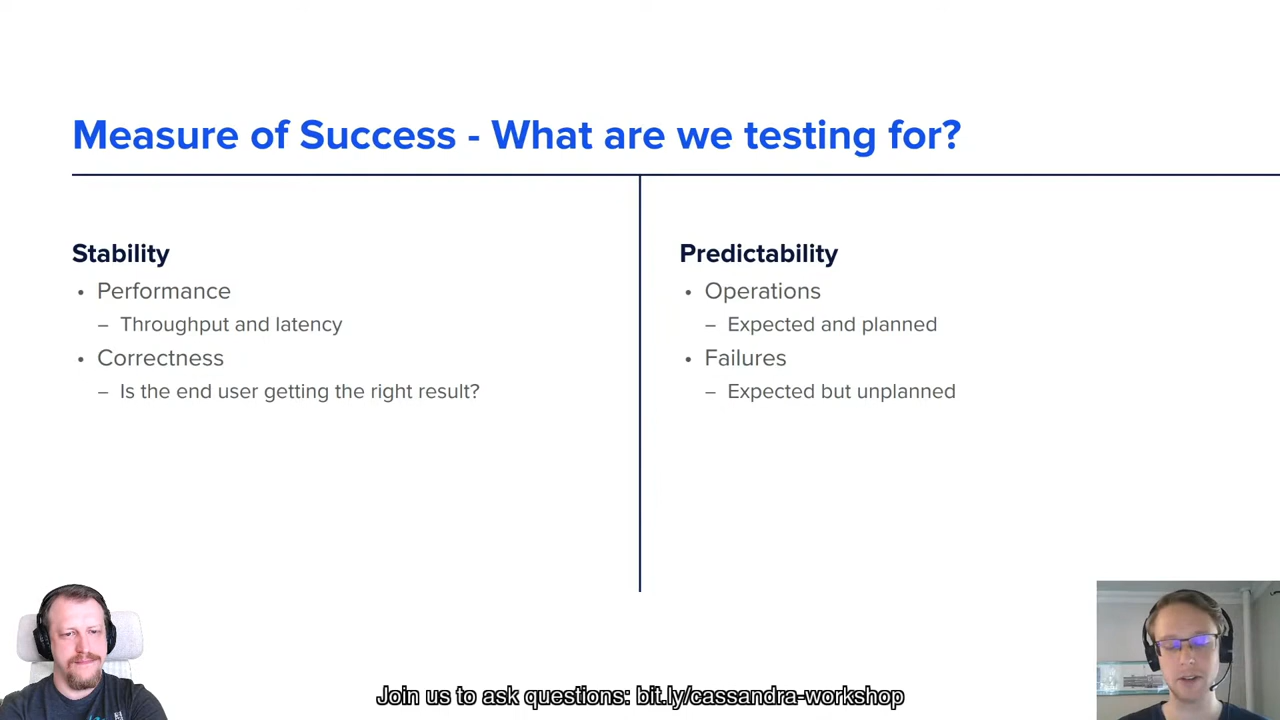 Measure of Success - What are we testing for?
Stability
• Performance
– Throughput and latency
• Correctness
– Is the end user getting the right result?
Predictability
• Operations
– Expected and planned
• Failures
– Expected but unplanned
Join us to ask questions: bit.ly/cassandra-workshop